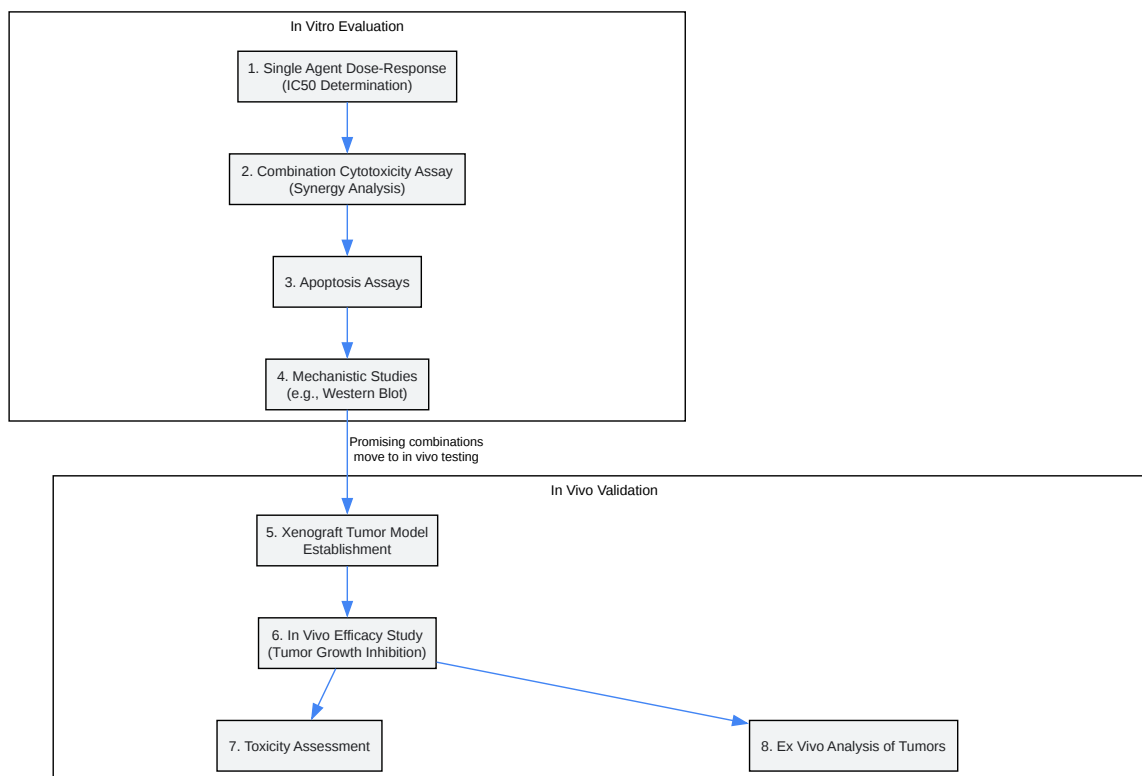 In Vitro Evaluation
1. Single Agent Dose-Response
(IC50 Determination)
2. Combination Cytotoxicity Assay
(Synergy Analysis)
3. Apoptosis Assays
4. Mechanistic Studies
(e.g., Western Blot)
Promising combinations
move to in vivo testing
In Vivo Validation
5. Xenograft Tumor Model
Establishment
6. In Vivo Efficacy Study
(Tumor Growth Inhibition)
7. Toxicity Assessment
8. Ex Vivo Analysis of Tumors